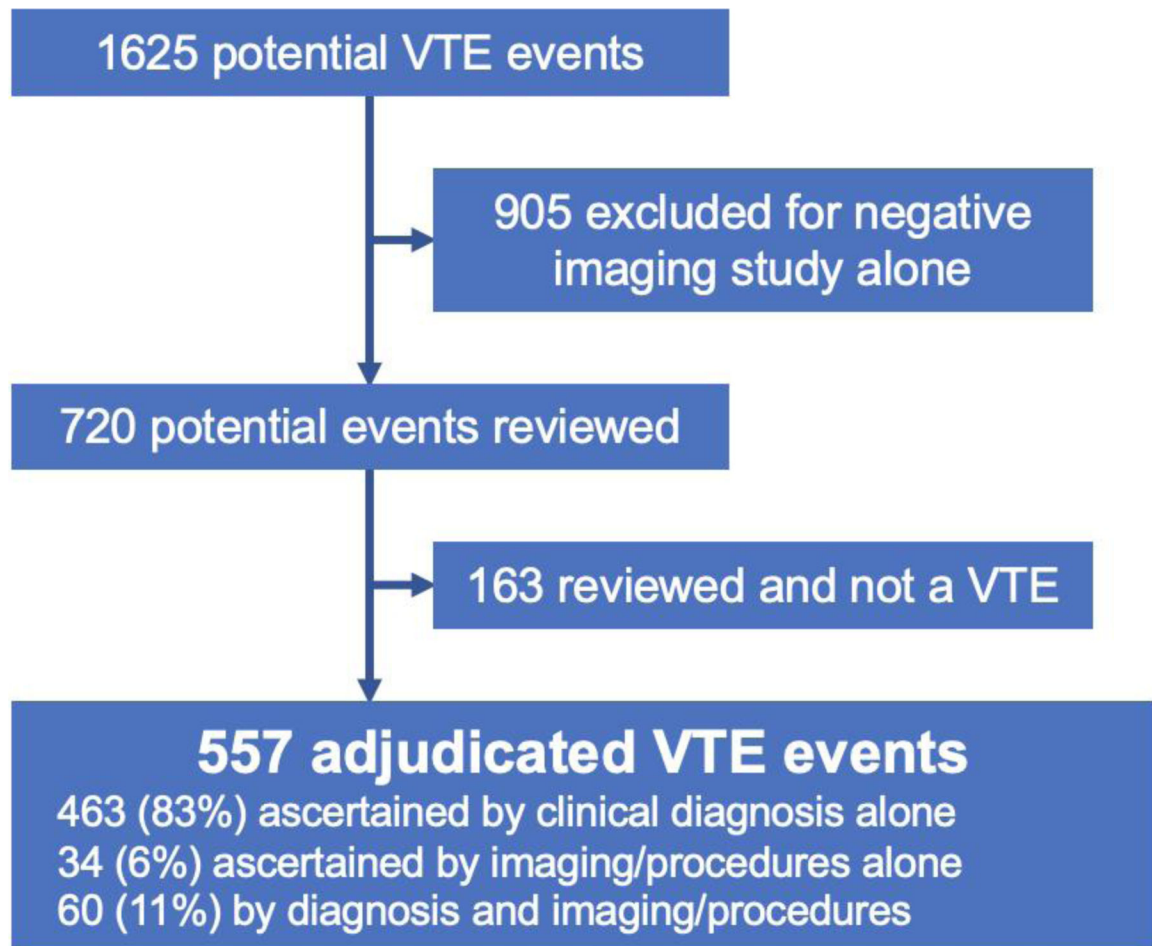 1625 potential VTE events
905 excluded for negative
imaging study alone
720 potential events reviewed
163 reviewed and not a VTE
557 adjudicated VTE events
463 (83%) ascertained by clinical diagnosis alone
34 (6%) ascertained by imaging/procedures alone
60 (11%) by diagnosis and imaging/procedures